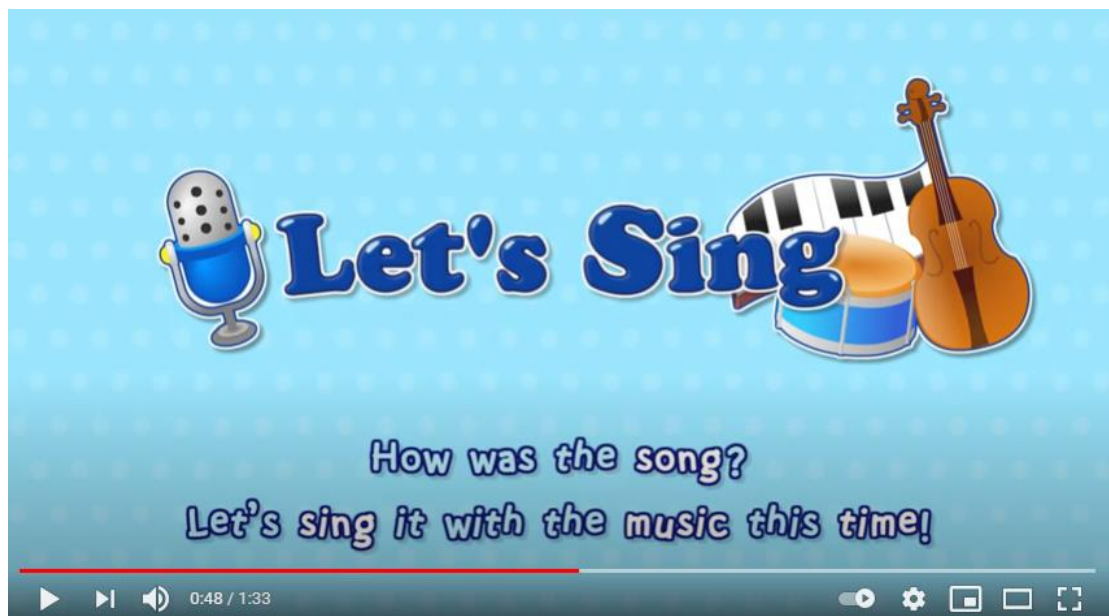 Let's Sing
How was the song?
Let's sing it with the music this time!
0:48 / 1:33